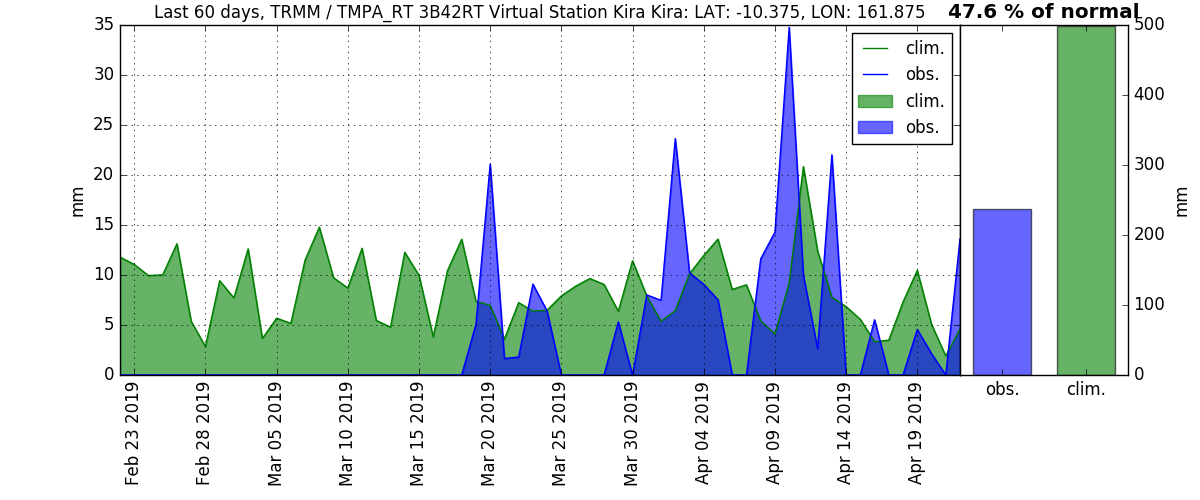 Last 60 days, TRMM / TMPA_RT 3B42RT Virtual Station Kira Kira: LAT: -10.375, LON: 161.875
47.6 % of normal
35
30
25
20
15
10
5
0
mm
clim.
obs.
clim.
obs.
500
400
300
200
100
0
mm
obs.
clim.
Feb 23 2019
Feb 28 2019
Mar 05 2019
Mar 10 2019
Mar 15 2019
Mar 20 2019
Mar 25 2019
Mar 30 2019
Apr 04 2019
Apr 09 2019
Apr 14 2019
Apr 19 2019